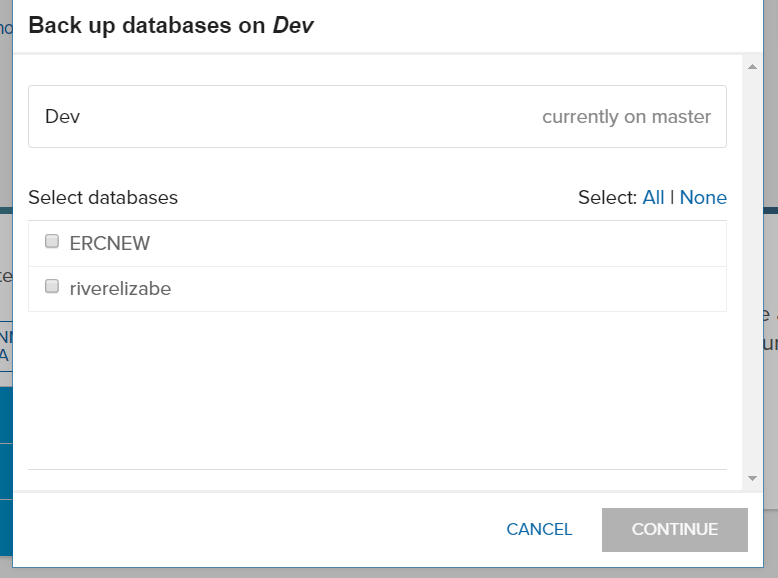 Back up databases on Dev
Dev currently on master
Select databases Select: All | None
ERCNEW
riverelizabe
CANCEL CONTINUE